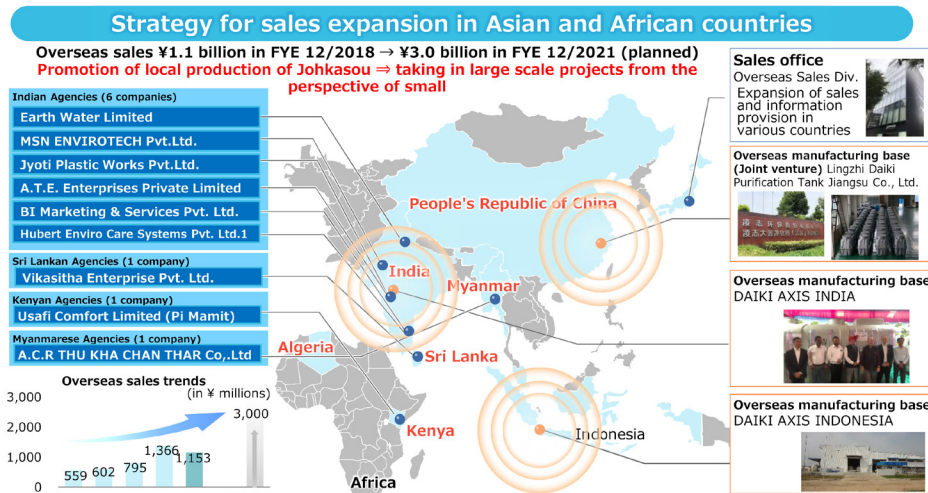 Strategy for sales expansion in Asian and African countries
Overseas sales ¥1.1 billion in FYE 12/2018 → ¥3.0 billion in FYE 12/2021 (planned)
Promotion of local production of Johkasou ⇒ taking in large scale projects from the
perspective of small
Indian Agencies (6 companies)
Earth Water Limited
MSN ENVIROTECH Pvt.Ltd.
Jyoti Plastic Works Pvt.Ltd.
A.T.E. Enterprises Private Limited
BI Marketing & Services Pvt. Ltd.
Hubert Enviro Care Systems Pvt. Ltd.1
Sri Lankan Agencies (1 company)
Vikasitha Enterprise Pvt. Ltd.
Kenyan Agencies (1 company)
Usafi Comfort Limited (Pi Mamit)
Myanmarese Agencies (1 company)
A.C.R THU KHA CHAN THAR Co,.Ltd
Overseas sales trends
(in ¥ millions)
3,000
2,000
1,000
0
559
602
795
1,366
1,153
3,000
People's Republic of China
India
Myanmar
Algeria
Sri Lanka
Kenya
Indonesia
Africa
Sales office
Overseas Sales Div.
Expansion of sales
and information
provision in
various countries
Overseas manufacturing base
(Joint venture) Lingzhi Daiki
Purification Tank Jiangsu Co., Ltd.
Overseas manufacturing base
DAIKI AXIS INDIA
Overseas manufacturing base
DAIKI AXIS INDONESIA